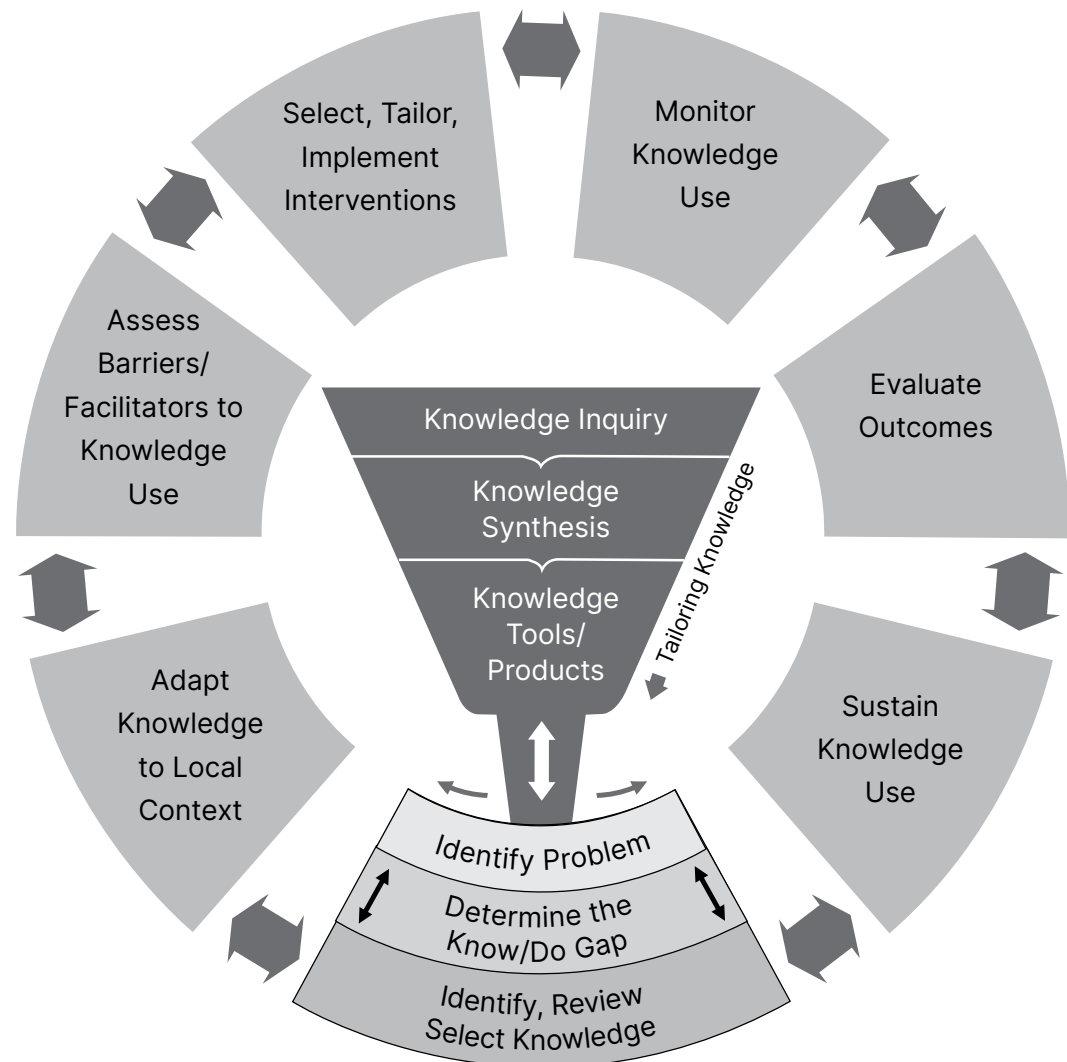 Select, Tailor,
Implement
Interventions
Monitor
Knowledge
Use
Assess
Barriers/
Facilitators to
Knowledge
Use
Evaluate
Outcomes
Knowledge Inquiry
Knowledge
Synthesis
Knowledge
Tools/
Products
Tailoring Knowledge
Adapt
Knowledge
to Local
Context
Sustain
Knowledge
Use
Identify Problem
Determine the
Know/Do Gap
Identify, Review
Select Knowledge